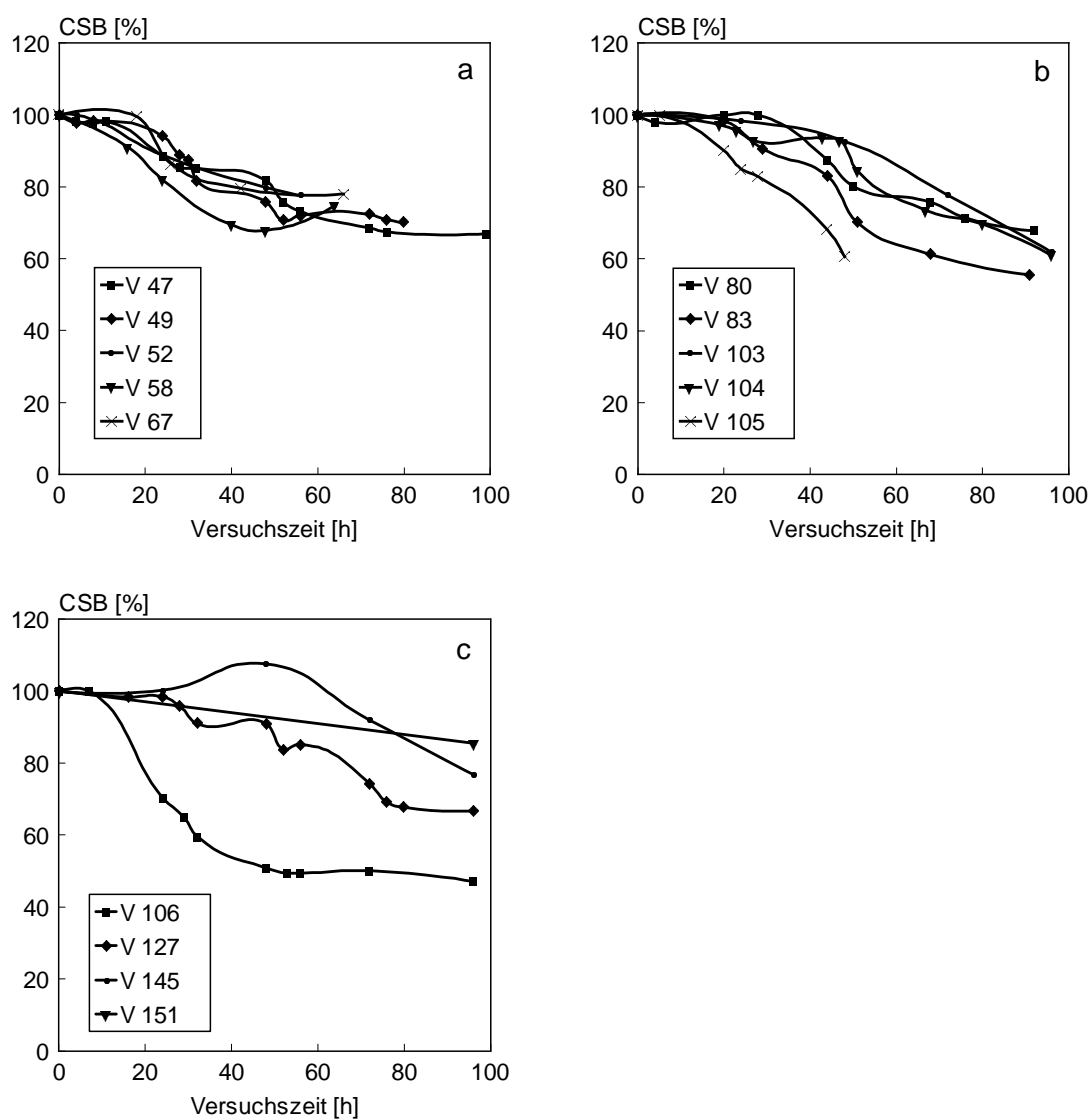 CSB [%]
a
120
100
80
60
40
20
0
V 47
V 49
V 52
V 58
V 67
0 20 40 60 80 100
Versuchszeit [h]
CSB [%]
b
120
100
80
60
40
20
0
V 80
V 83
V 103
V 104
V 105
0 20 40 60 80 100
Versuchszeit [h]
CSB [%]
c
120
100
80
60
40
20
0
V 106
V 127
V 145
V 151
0 20 40 60 80 100
Versuchszeit [h]